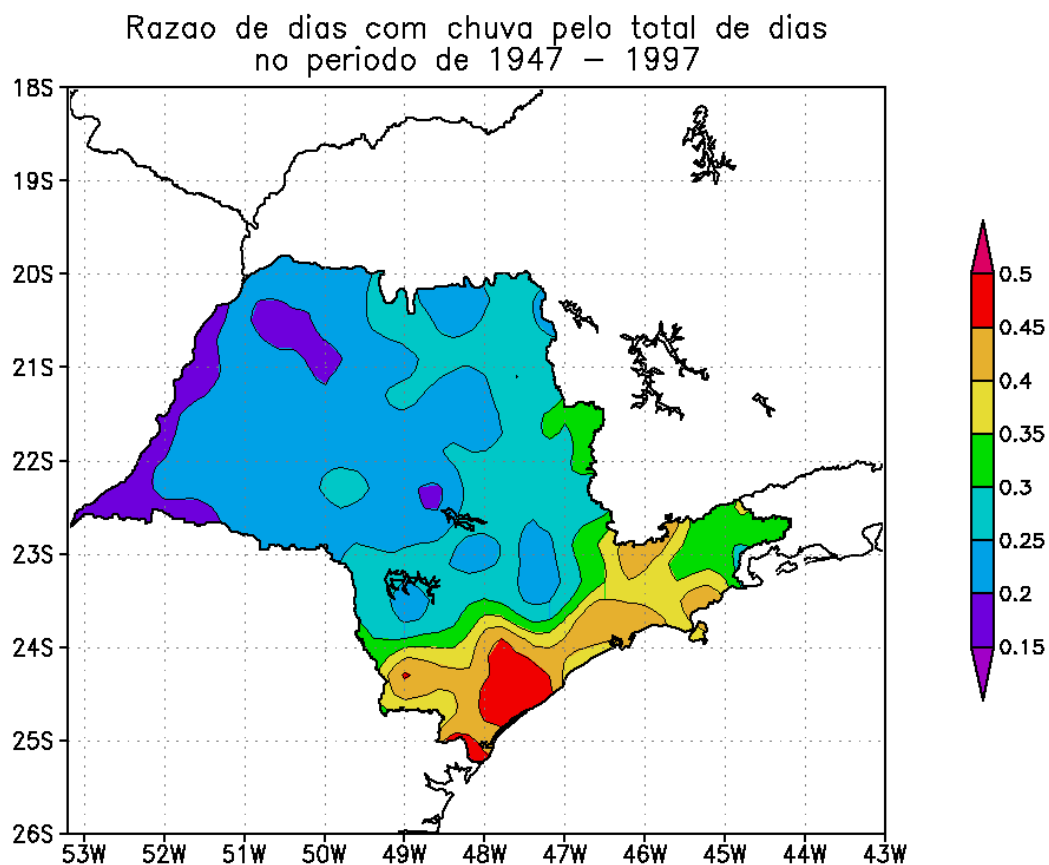 Razao de dias com chuva pelo total de dias
no periodo de 1947 – 1997
18S
19S
20S
21S
22S
23S
24S
25S
26S
53W 52W 51W 50W 49W 48W 47W 46W 45W 44W 43W
0.5
0.45
0.4
0.35
0.3
0.25
0.2
0.15